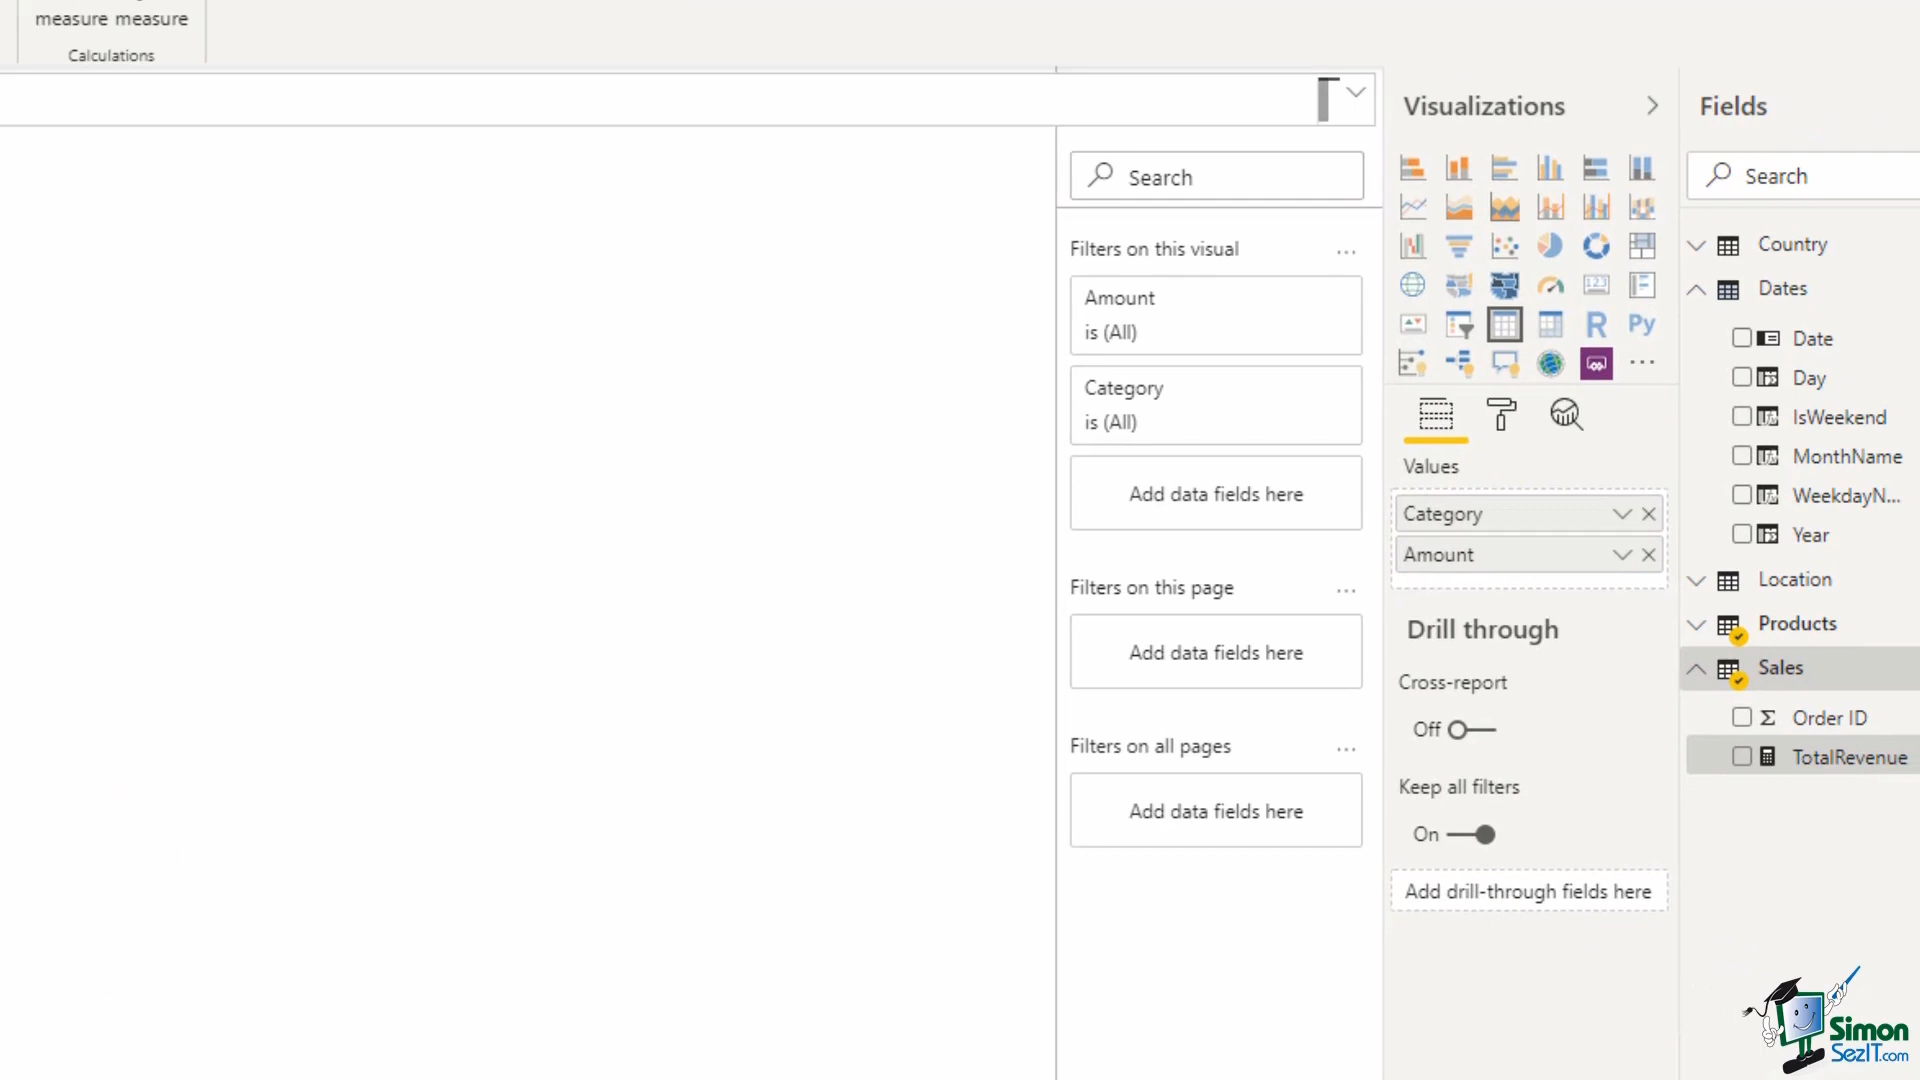 measure measure
Calculations
Search
Filters on this visual
Amount
is (All)
Category
is (All)
Add data fields here
Filters on this page
Add data fields here
Filters on all pages
Add data fields here
Visualizations
123
R
Py
Values
Category
Amount
Drill through
Cross-report
Off
Keep all filters
On
Add drill-through fields here
Fields
Search
Country
Dates
Date
Day
IsWeekend
MonthName
WeekdayN...
Year
Location
Products
Sales
Σ Order ID
TotalRevenue
Simon
SezIT.com